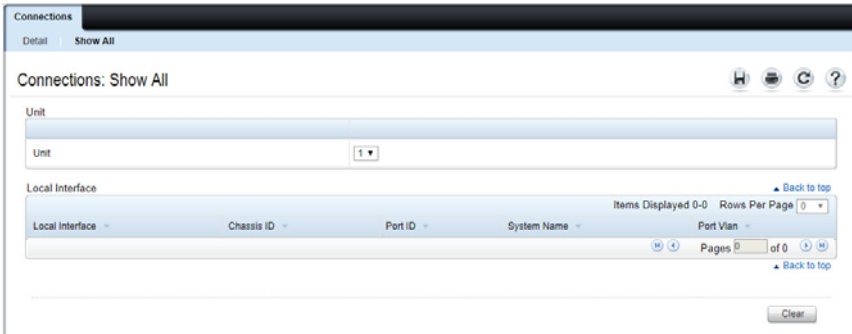 Connections
Detail Show All
Connections: Show All
Unit
Unit 1
Local Interface Back to top
Items Displayed 0-0 Rows Per Page 0
Local Interface Chassis ID Port ID System Name Port Vlan
Pages 0 of 0
Back to top
Clear